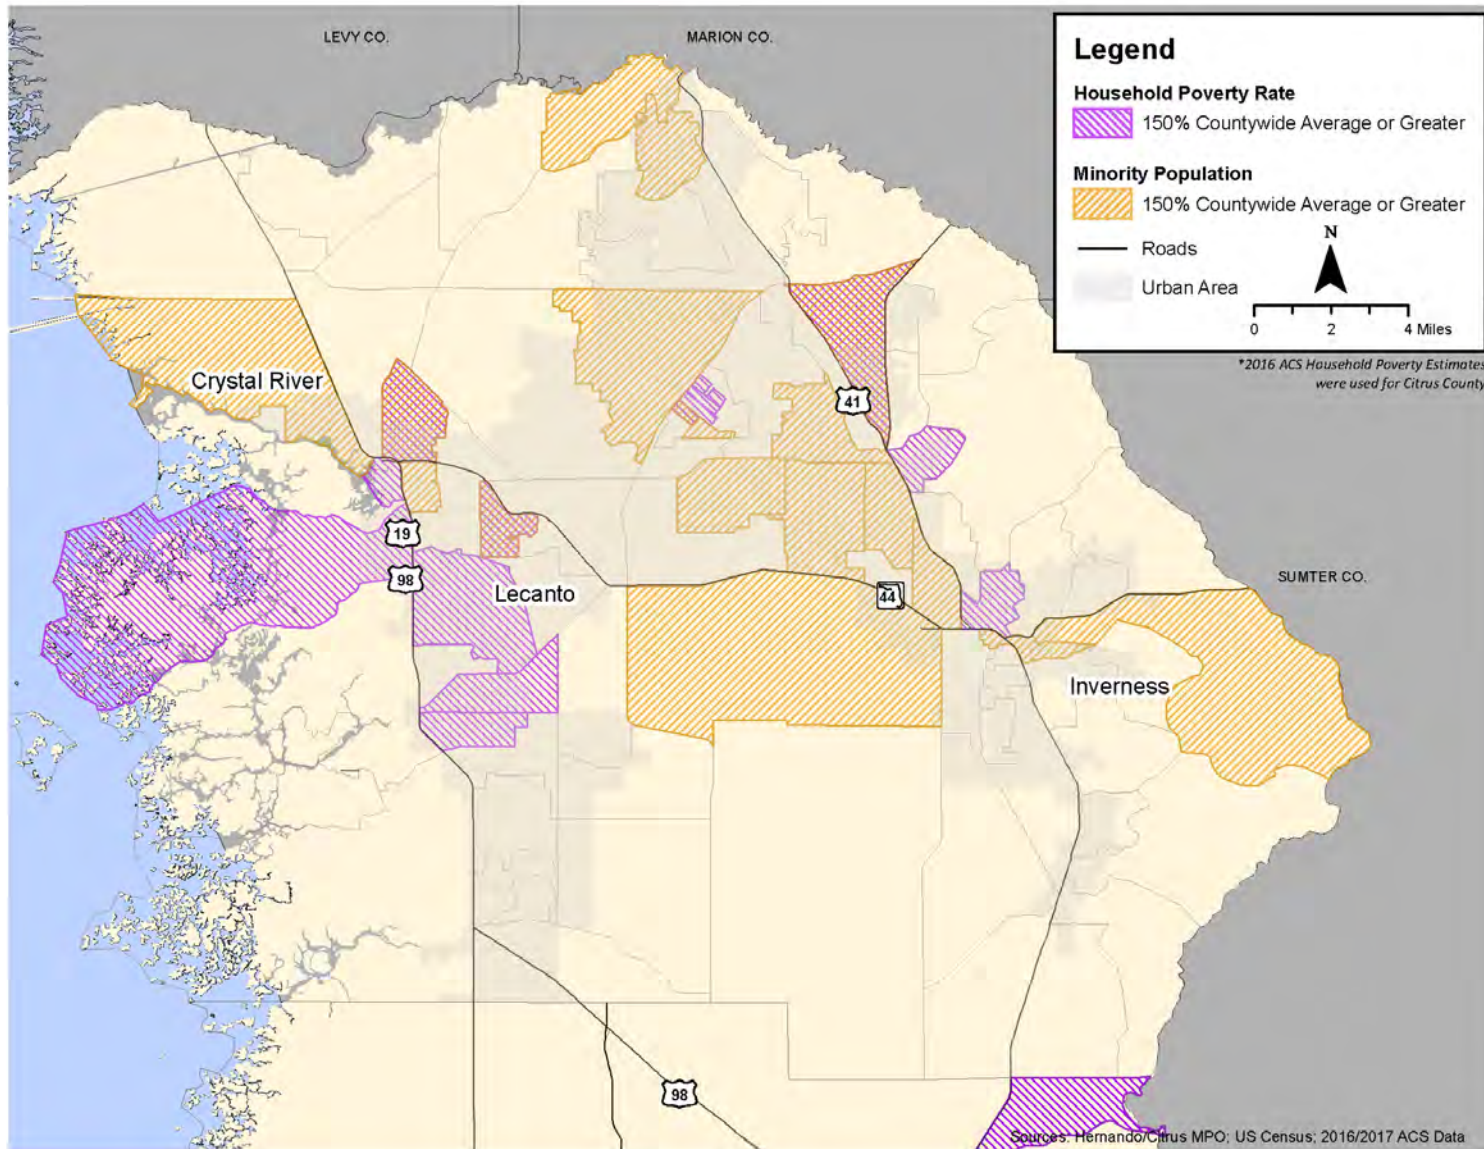 LEVY CO.
MARION CO.
Legend
Household Poverty Rate
150% Countywide Average or Greater
Minority Population
150% Countywide Average or Greater
Roads
Urban Area
N
0 2 4 Miles
*2016 ACS Household Poverty Estimates
were used for Citrus County
Crystal River
41
19
98
Lecanto
44
SUMTER CO.
Inverness
98
Sources: Hernando/Citrus MPO; US Census; 2016/2017 ACS Data